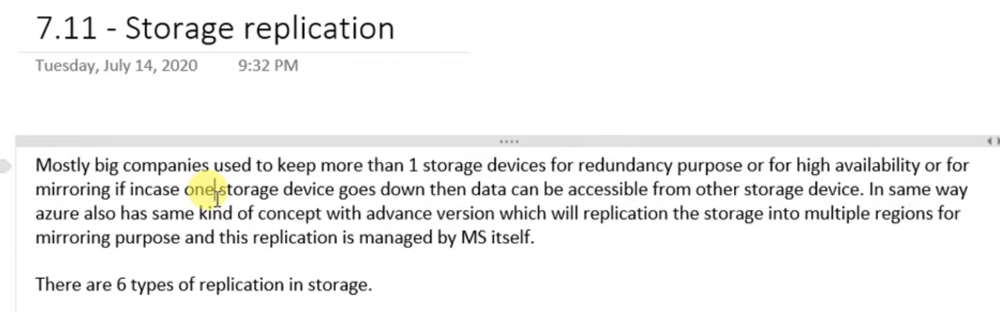 7.11 - Storage replication
Tuesday, July 14, 2020 9:32 PM
Mostly big companies used to keep more than 1 storage devices for redundancy purpose or for high availability or for
mirroring if incase one storage device goes down then data can be accessible from other storage device. In same way
azure also has same kind of concept with advance version which will replication the storage into multiple regions for
mirroring purpose and this replication is managed by MS itself.
There are 6 types of replication in storage.